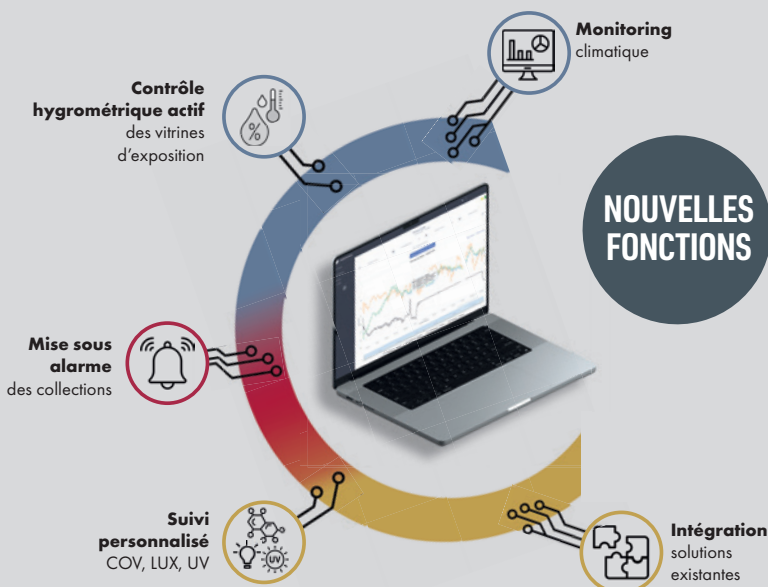 Monitoring
climatique
Contrôle
hygrométrique actif
des vitrines
d'exposition
%
NOUVELLES
FONCTIONS
Mise sous
alarme
des collections
Suivi
personnalisé
COV, LUX, UV
UV
Intégration
solutions
existantes